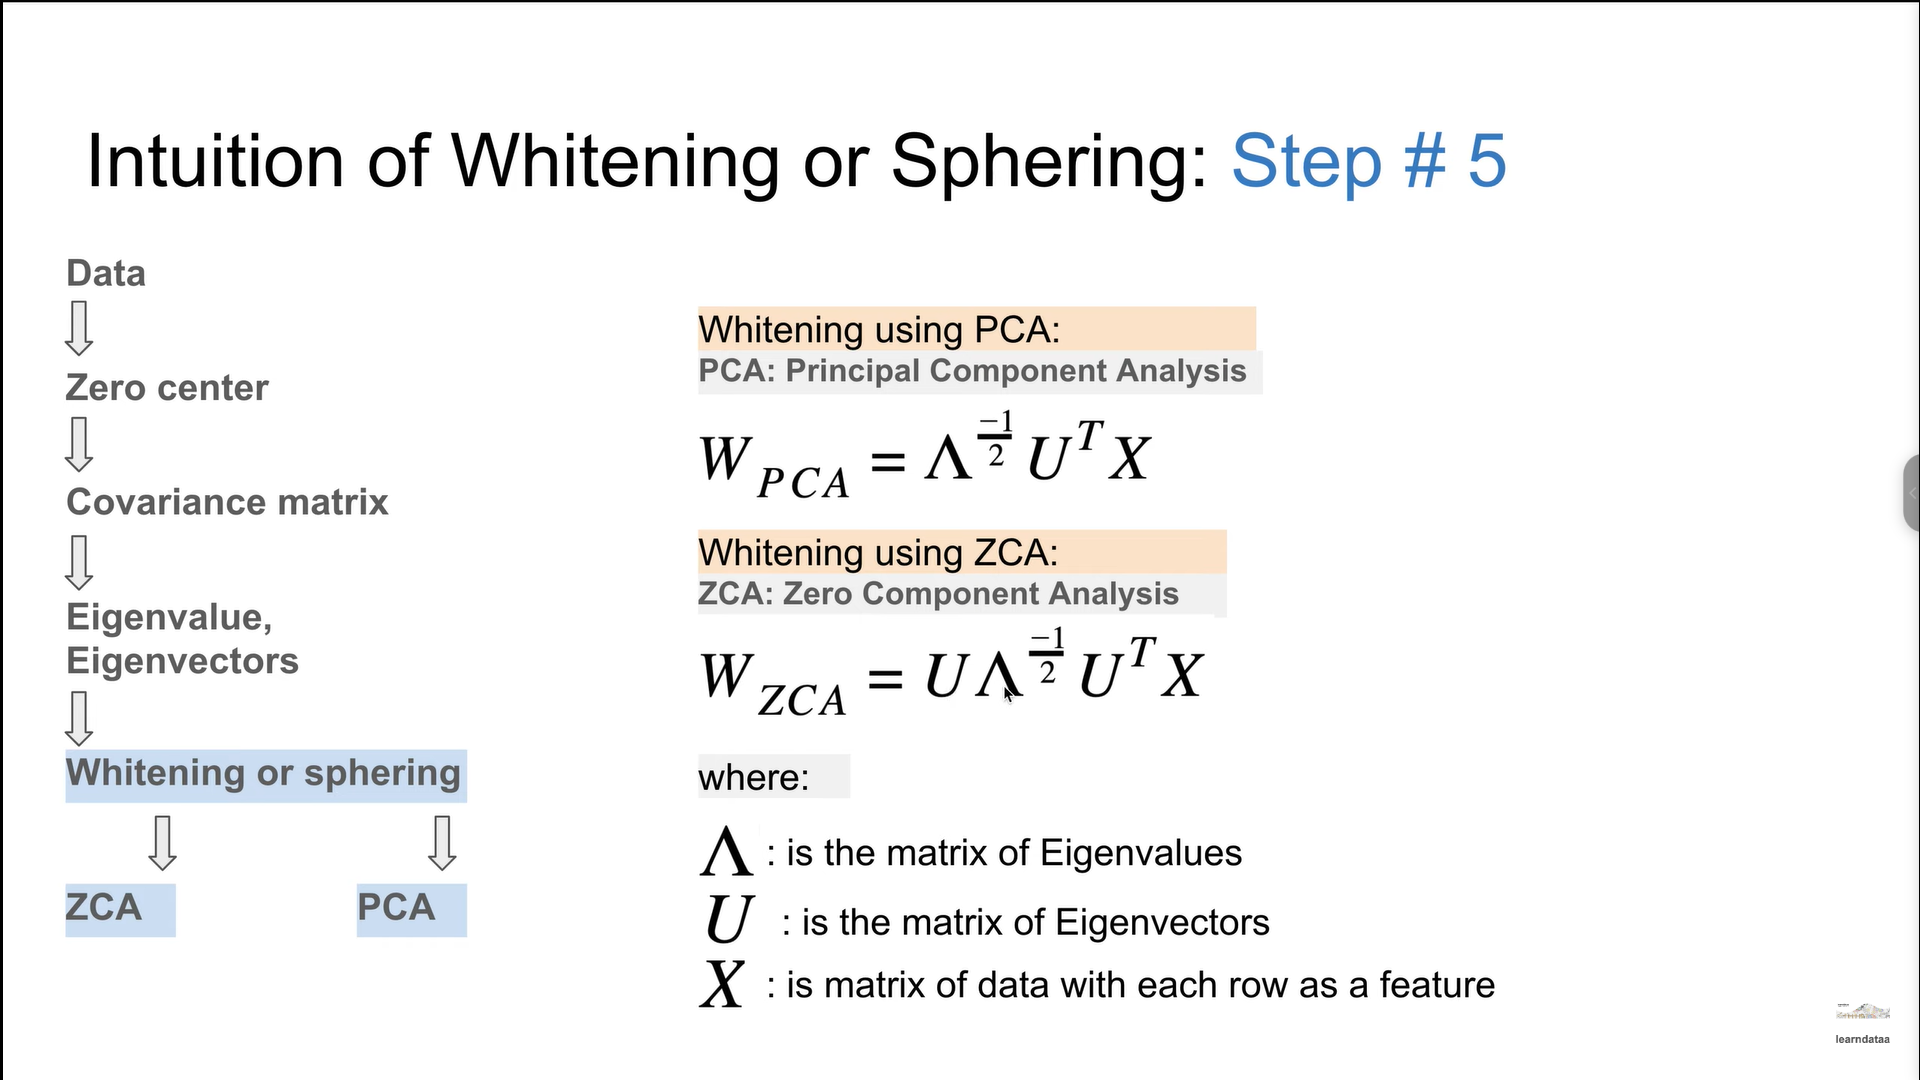 Intuition of Whitening or Sphering: Step # 5
Data
Zero center
Covariance matrix
Eigenvalue,
Eigenvectors
Whitening or sphering
ZCA
PCA
Whitening using PCA:
PCA: Principal Component Analysis
W_{PCA} = Λ^{\frac{-1}{2}} U^T X
Whitening using ZCA:
ZCA: Zero Component Analysis
W_{ZCA} = U Λ^{\frac{-1}{2}} U^T X
where:
Λ : is the matrix of Eigenvalues
U : is the matrix of Eigenvectors
X : is matrix of data with each row as a feature
learndataa